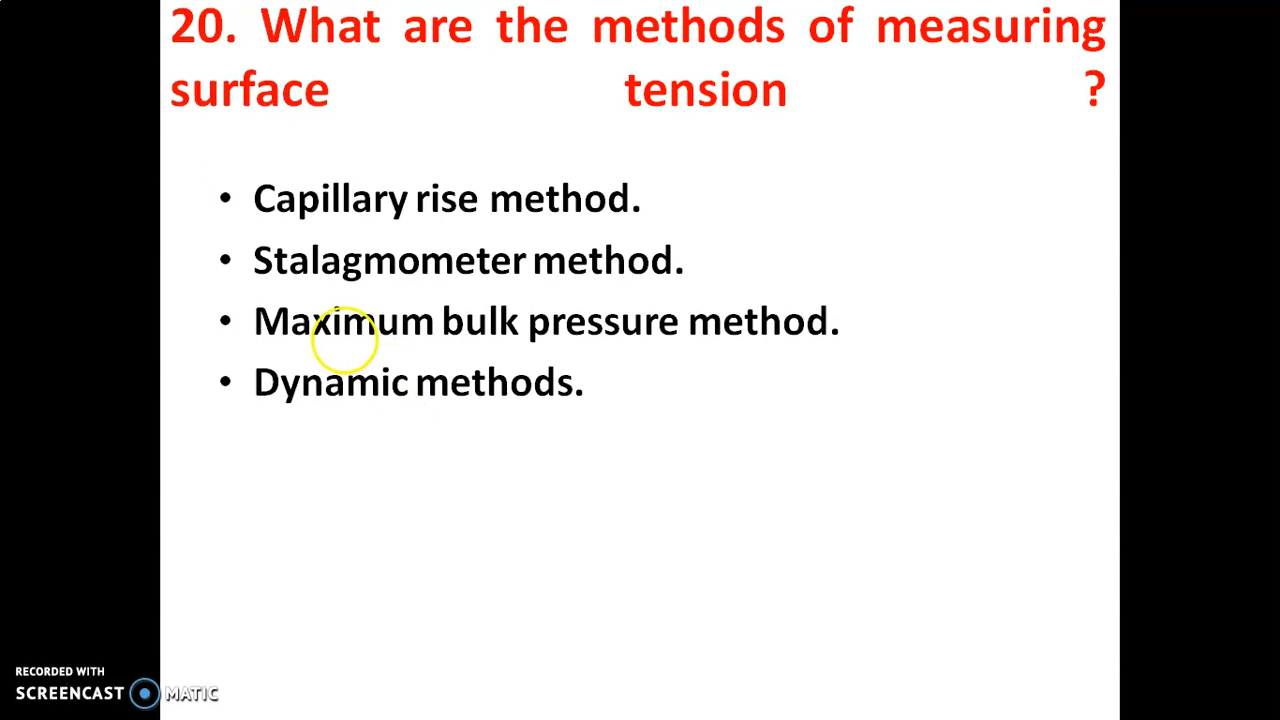 20. What are the methods of measuring
surface tension ?
• Capillary rise method.
• Stalagmometer method.
• Maximum bulk pressure method.
• Dynamic methods.
RECORDED WITH
SCREENCAST MATIC